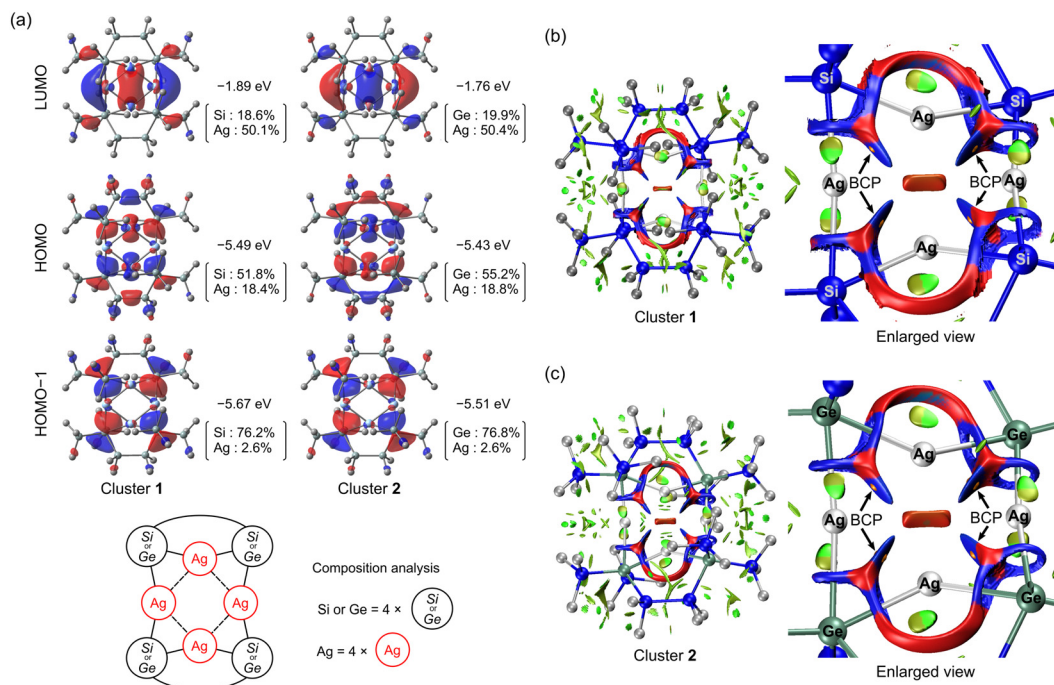 (a)
LUMO
−1.89 eV
Si : 18.6%
Ag : 50.1%
−1.76 eV
Ge : 19.9%
Ag : 50.4%
HOMO
−5.49 eV
Si : 51.8%
Ag : 18.4%
−5.43 eV
Ge : 55.2%
Ag : 18.8%
HOMO−1
−5.67 eV
Si : 76.2%
Ag : 2.6%
−5.51 eV
Ge : 76.8%
Ag : 2.6%
Cluster 1
Cluster 2
Si
or
Ge
Ag
Si
or
Ge
Ag
Ag
Si
or
Ge
Ag
Si
or
Ge
Composition analysis
Si or Ge = 4 ×
Si
or
Ge
Ag = 4 ×
Ag
(b)
Cluster 1
Si
Ag
Si
Ag
BCP
BCP
Ag
Ag
Si
Si
Enlarged view
(c)
Cluster 2
Ge
Ge
Ag
Ag
BCP
BCP
Ag
Ag
Ge
Ge
Enlarged view